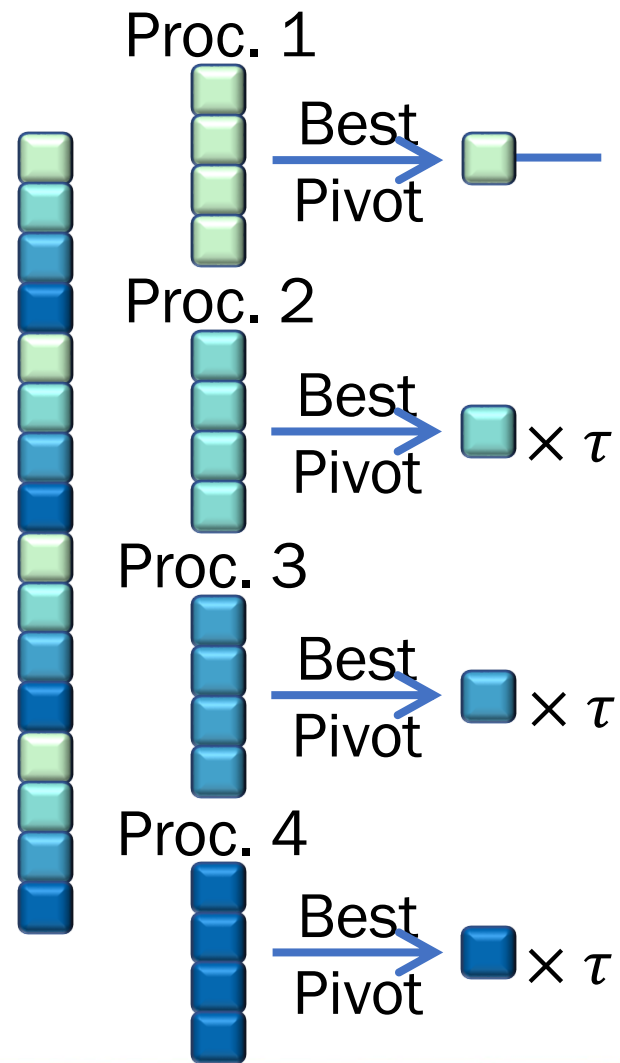 Proc. 1
Best
Pivot
Proc. 2
Best
Pivot
× τ
Proc. 3
Best
Pivot
× τ
Proc. 4
Best
Pivot
× τ